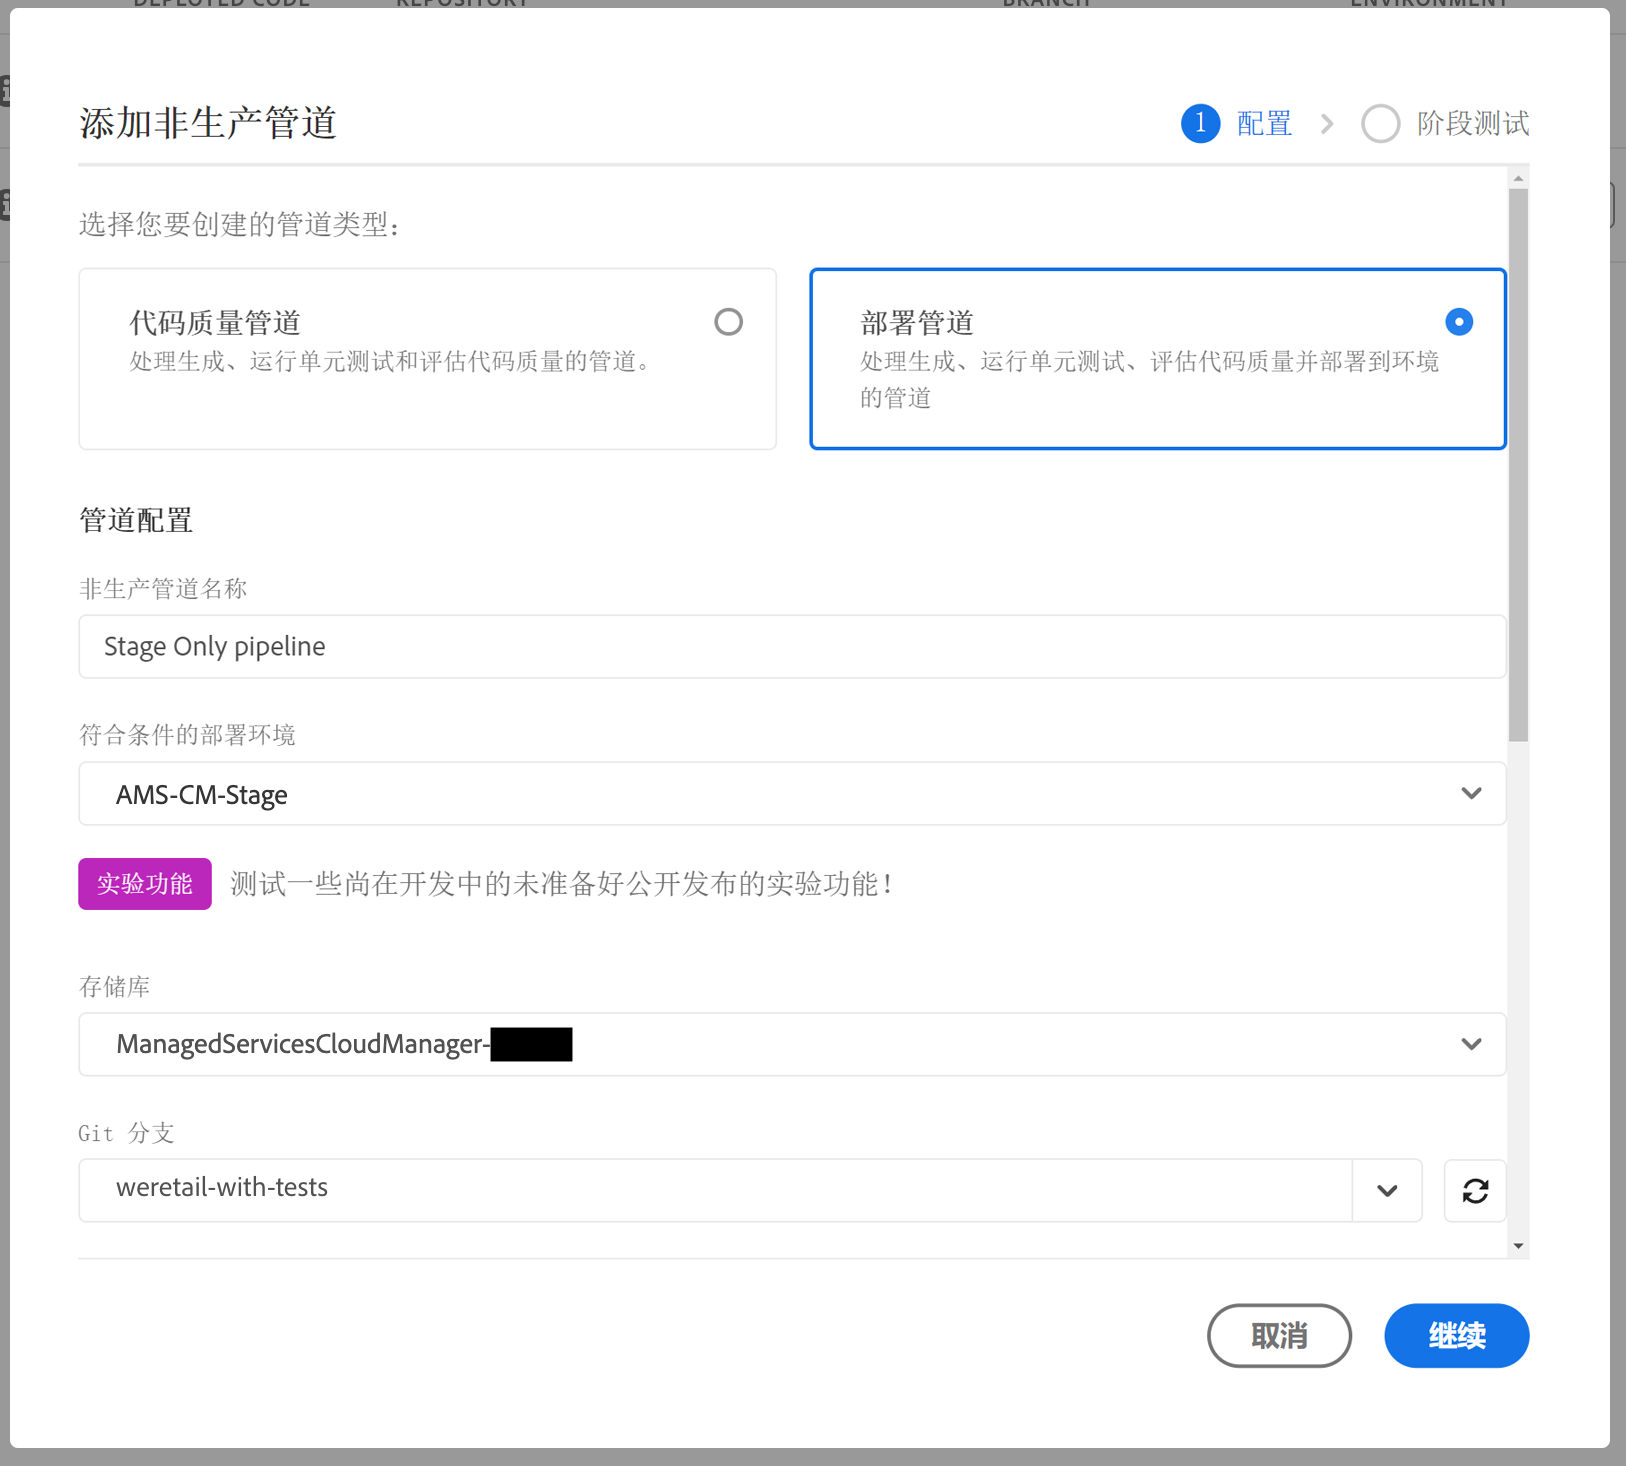 DEPLOYED CODE REPOSITORY BRANCH ENVIRONMENT
添加非生产管道
1 配置 阶段测试
选择您要创建的管道类型：
代码质量管道
处理生成、运行单元测试和评估代码质量的管道。
部署管道
处理生成、运行单元测试、评估代码质量并部署到环境
的管道
管道配置
非生产管道名称
Stage Only pipeline
符合条件的部署环境
AMS-CM-Stage
实验功能 测试一些尚在开发中的未准备好公开发布的实验功能！
存储库
ManagedServicesCloudManager-
Git 分支
weretail-with-tests
取消 继续